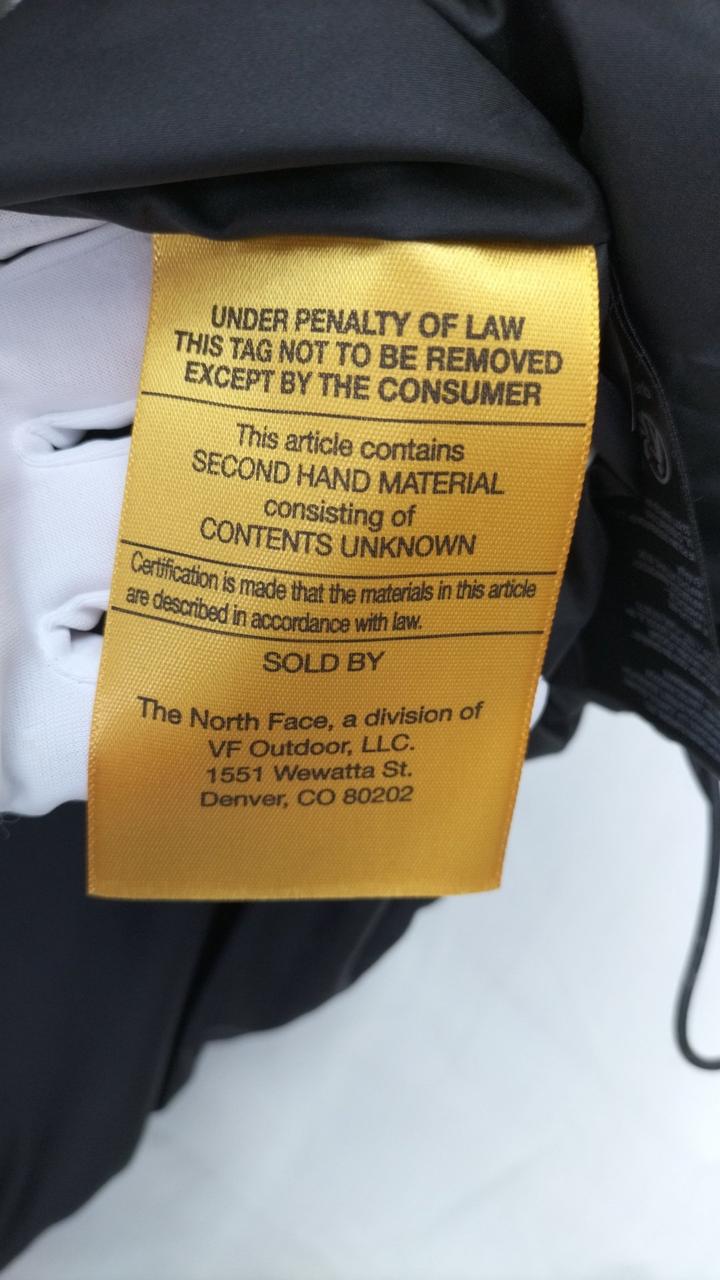 UNDER PENALTY OF LAW
THIS TAG NOT TO BE REMOVED
EXCEPT BY THE CONSUMER
This article contains
SECOND HAND MATERIAL
consisting of
CONTENTS UNKNOWN
Certification is made that the materials in this article
are described in accordance with law.
SOLD BY
The North Face, a division of
VF Outdoor, LLC.
1551 Wewatta St.
Denver, CO 80202